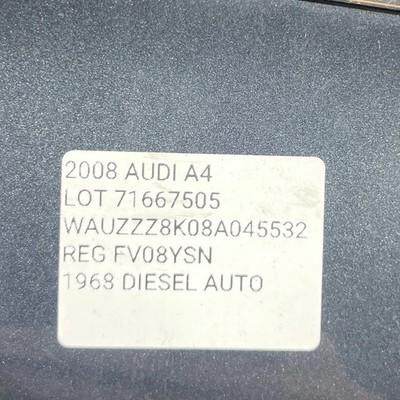 2008 AUDI A4
LOT 71667505
WAUZZZ8K08A045532
REG FV08YSN
1968 DIESEL AUTO